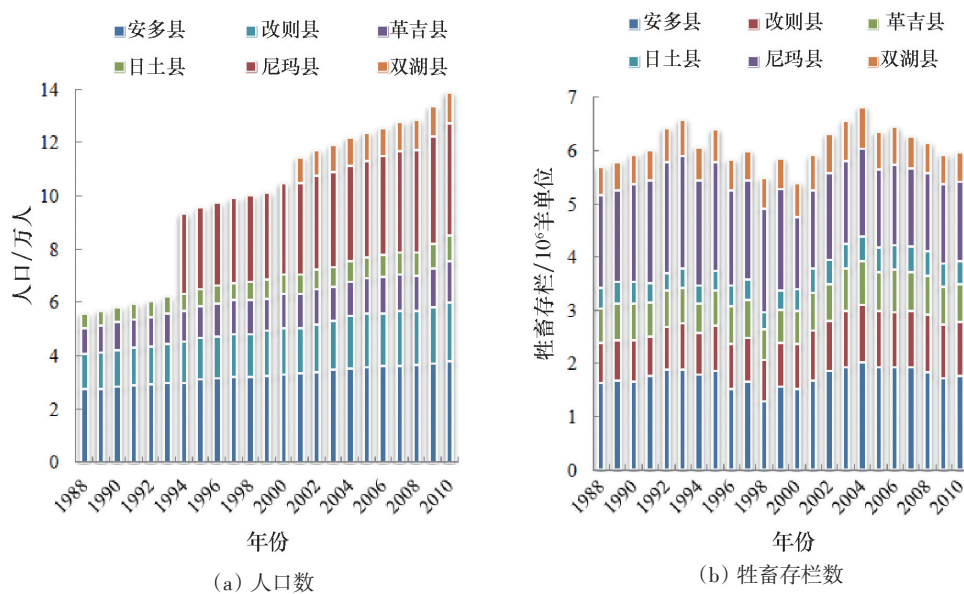 安多县 改则县 革吉县
日土县 尼玛县 双湖县
人口/万人
14
12
10
8
6
4
2
0
1988 1990 1992 1994 1996 1998 2000 2002 2004 2006 2008 2010
年份
(a) 人口数
安多县 改则县 革吉县
日土县 尼玛县 双湖县
牲畜存栏/10⁶羊单位
7
6
5
4
3
2
1
0
1988 1990 1992 1994 1996 1998 2000 2002 2004 2006 2008 2010
年份
(b) 牲畜存栏数